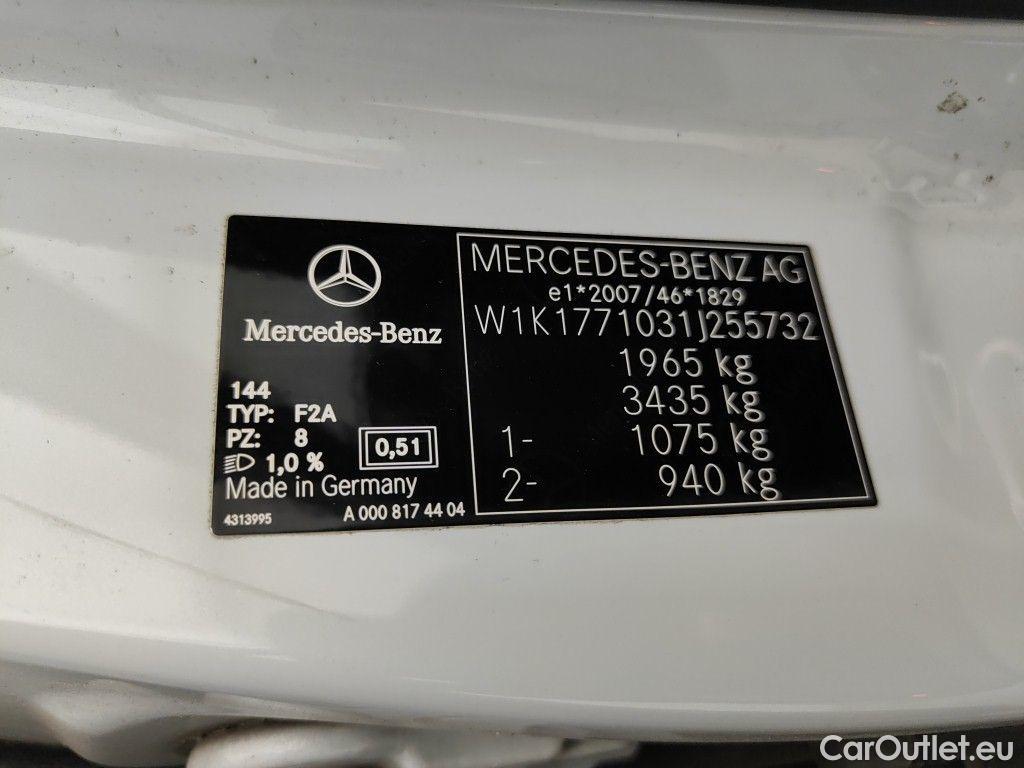 Mercedes-Benz
144
TYP: F2A
PZ: 8
1,0 %
0,51
Made in Germany
4313995 A 000 817 44 04
MERCEDES-BENZ AG
e1*2007/46*1829
W1K1771031J255732
1965 kg
3435 kg
1- 1075 kg
2- 940 kg
CarOutlet.eu